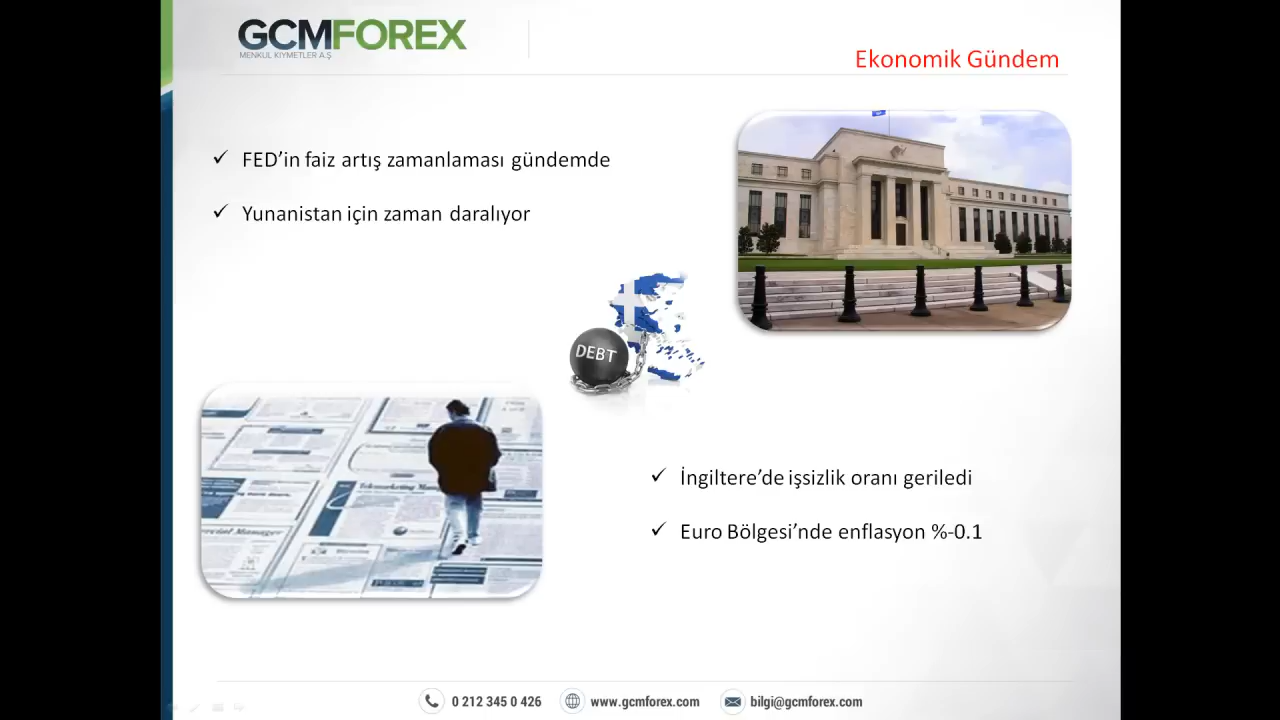 GCMFOREX
MENKUL KIYMETLER A.Ş.
Ekonomik Gündem
✓ FED’in faiz artış zamanlaması gündemde
✓ Yunanistan için zaman daralıyor
DEBT
Telemarketing
✓ İngiltere’de işsizlik oranı geriledi
✓ Euro Bölgesi’nde enflasyon %-0.1
0 212 345 0 426
www.gcmforex.com
bilgi@gcmforex.com